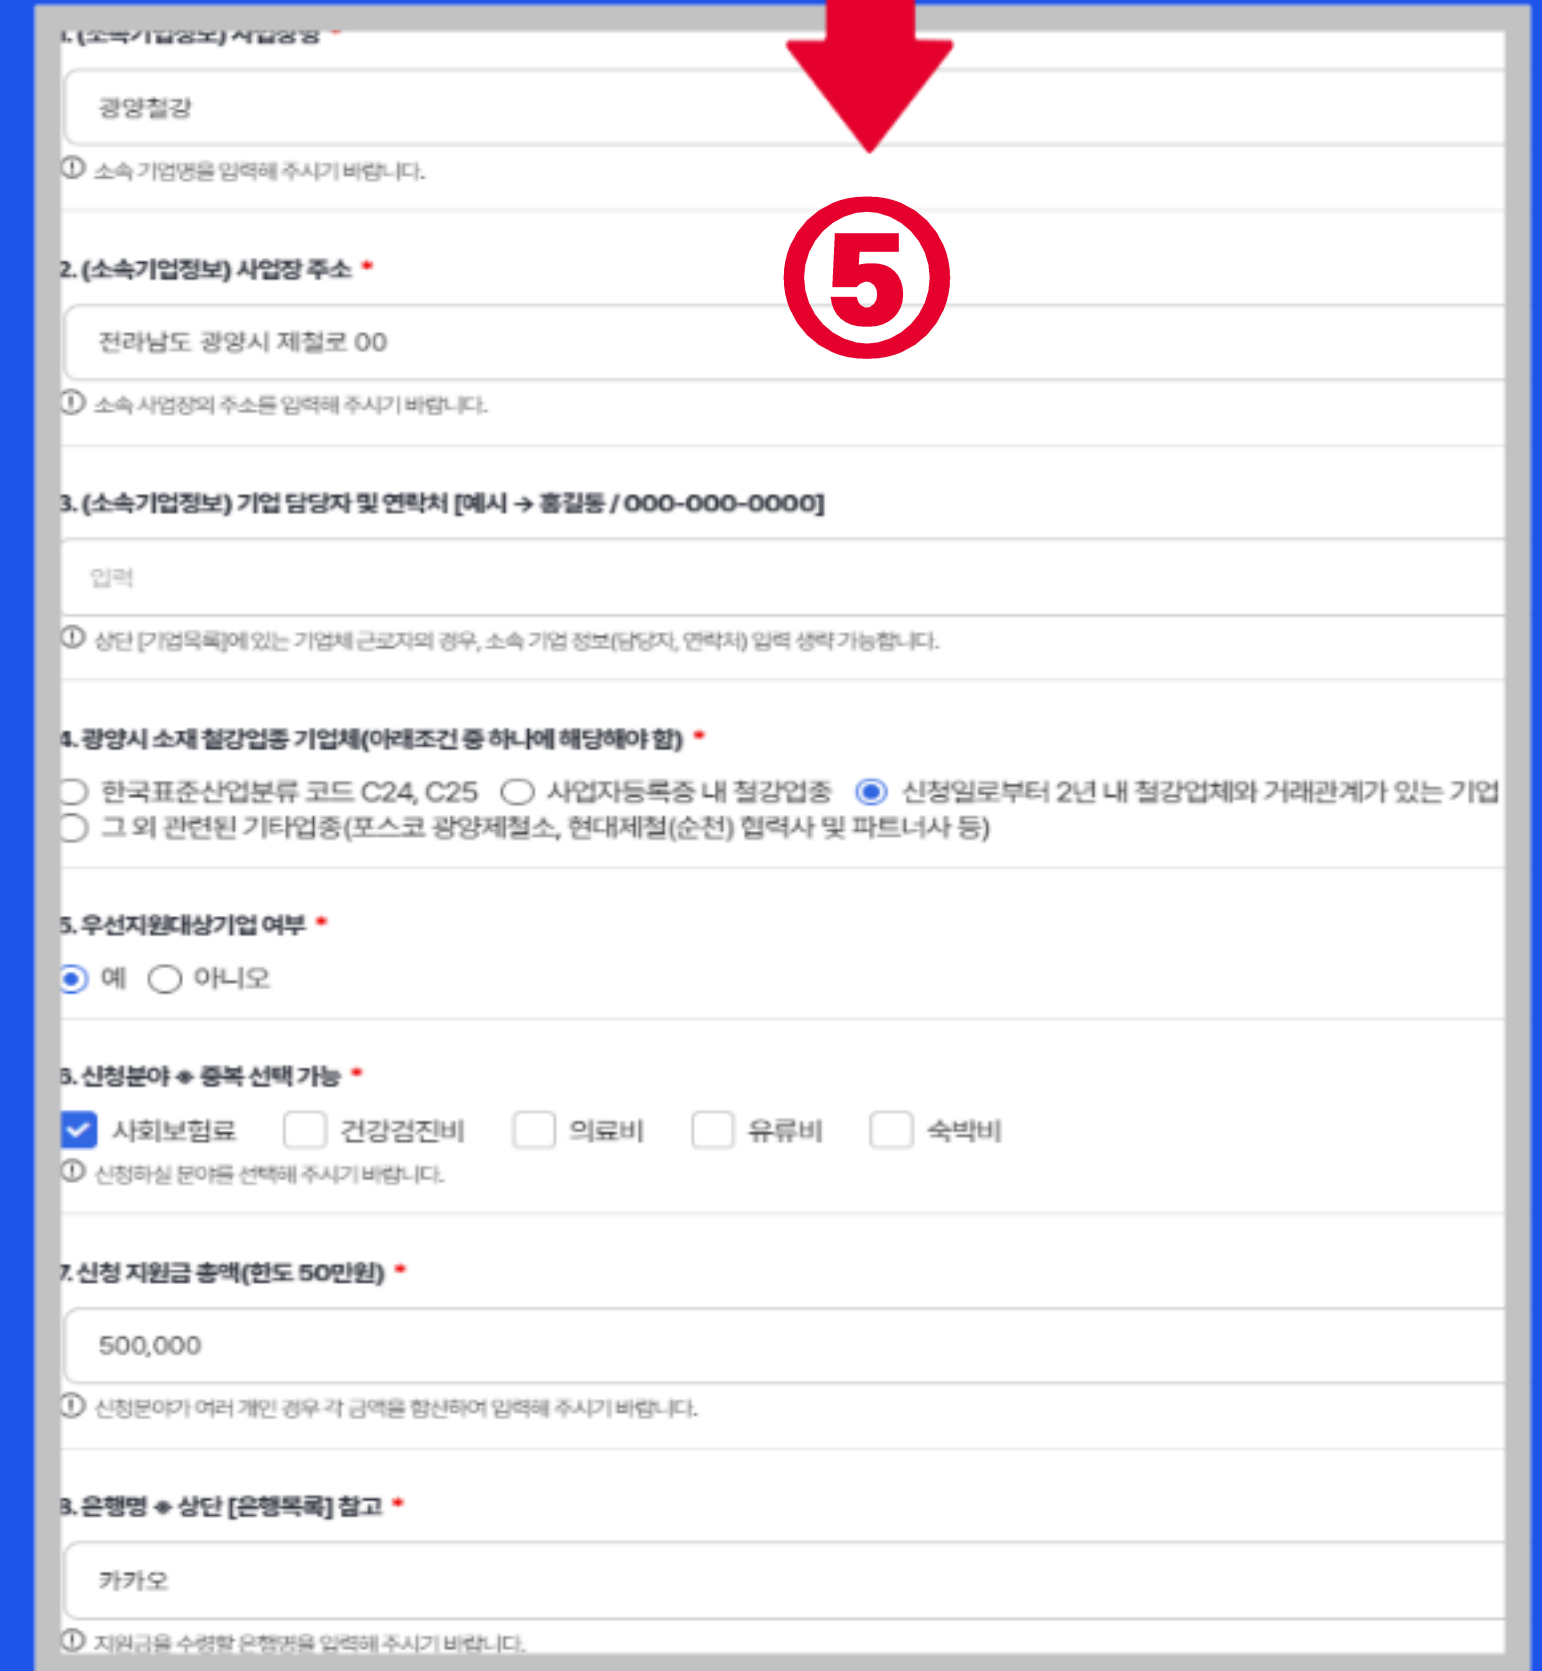 1. (소속기업정보) 사업장명 *
광양철강
소속 기업명을 입력해 주시기 바랍니다.
⑤
2. (소속기업정보) 사업장 주소 *
전라남도 광양시 제철로 00
소속 사업장의 주소를 입력해 주시기 바랍니다.
3. (소속기업정보) 기업 담당자 및 연락처 [예시 → 홍길동 / 000-000-0000]
입력
상단 [기업목록]에 있는 기업체 근로자의 경우, 소속 기업 정보(담당자, 연락처) 입력 생략 가능합니다.
4. 광양시 소재 철강업종 기업체(아래조건 중 하나에 해당해야 함) *
한국표준산업분류 코드 C24, C25 사업자등록증 내 철강업종 신청일로부터 2년 내 철강업체와 거래관계가 있는 기업
그 외 관련된 기타업종(포스코 광양제철소, 현대제철(순천) 협력사 및 파트너사 등)
5. 우선지원대상기업 여부 *
예 아니오
6. 신청분야 ※ 중복 선택 가능 *
사회보험료 건강검진비 의료비 유류비 숙박비
신청하실 분야를 선택해 주시기 바랍니다.
7. 신청 지원금 총액(한도 50만원) *
500,000
신청분야가 여러 개인 경우 각 금액을 합산하여 입력해 주시기 바랍니다.
8. 은행명 ※ 상단 [은행목록] 참고 *
카카오
지원금을 수령할 은행명을 입력해 주시기 바랍니다.